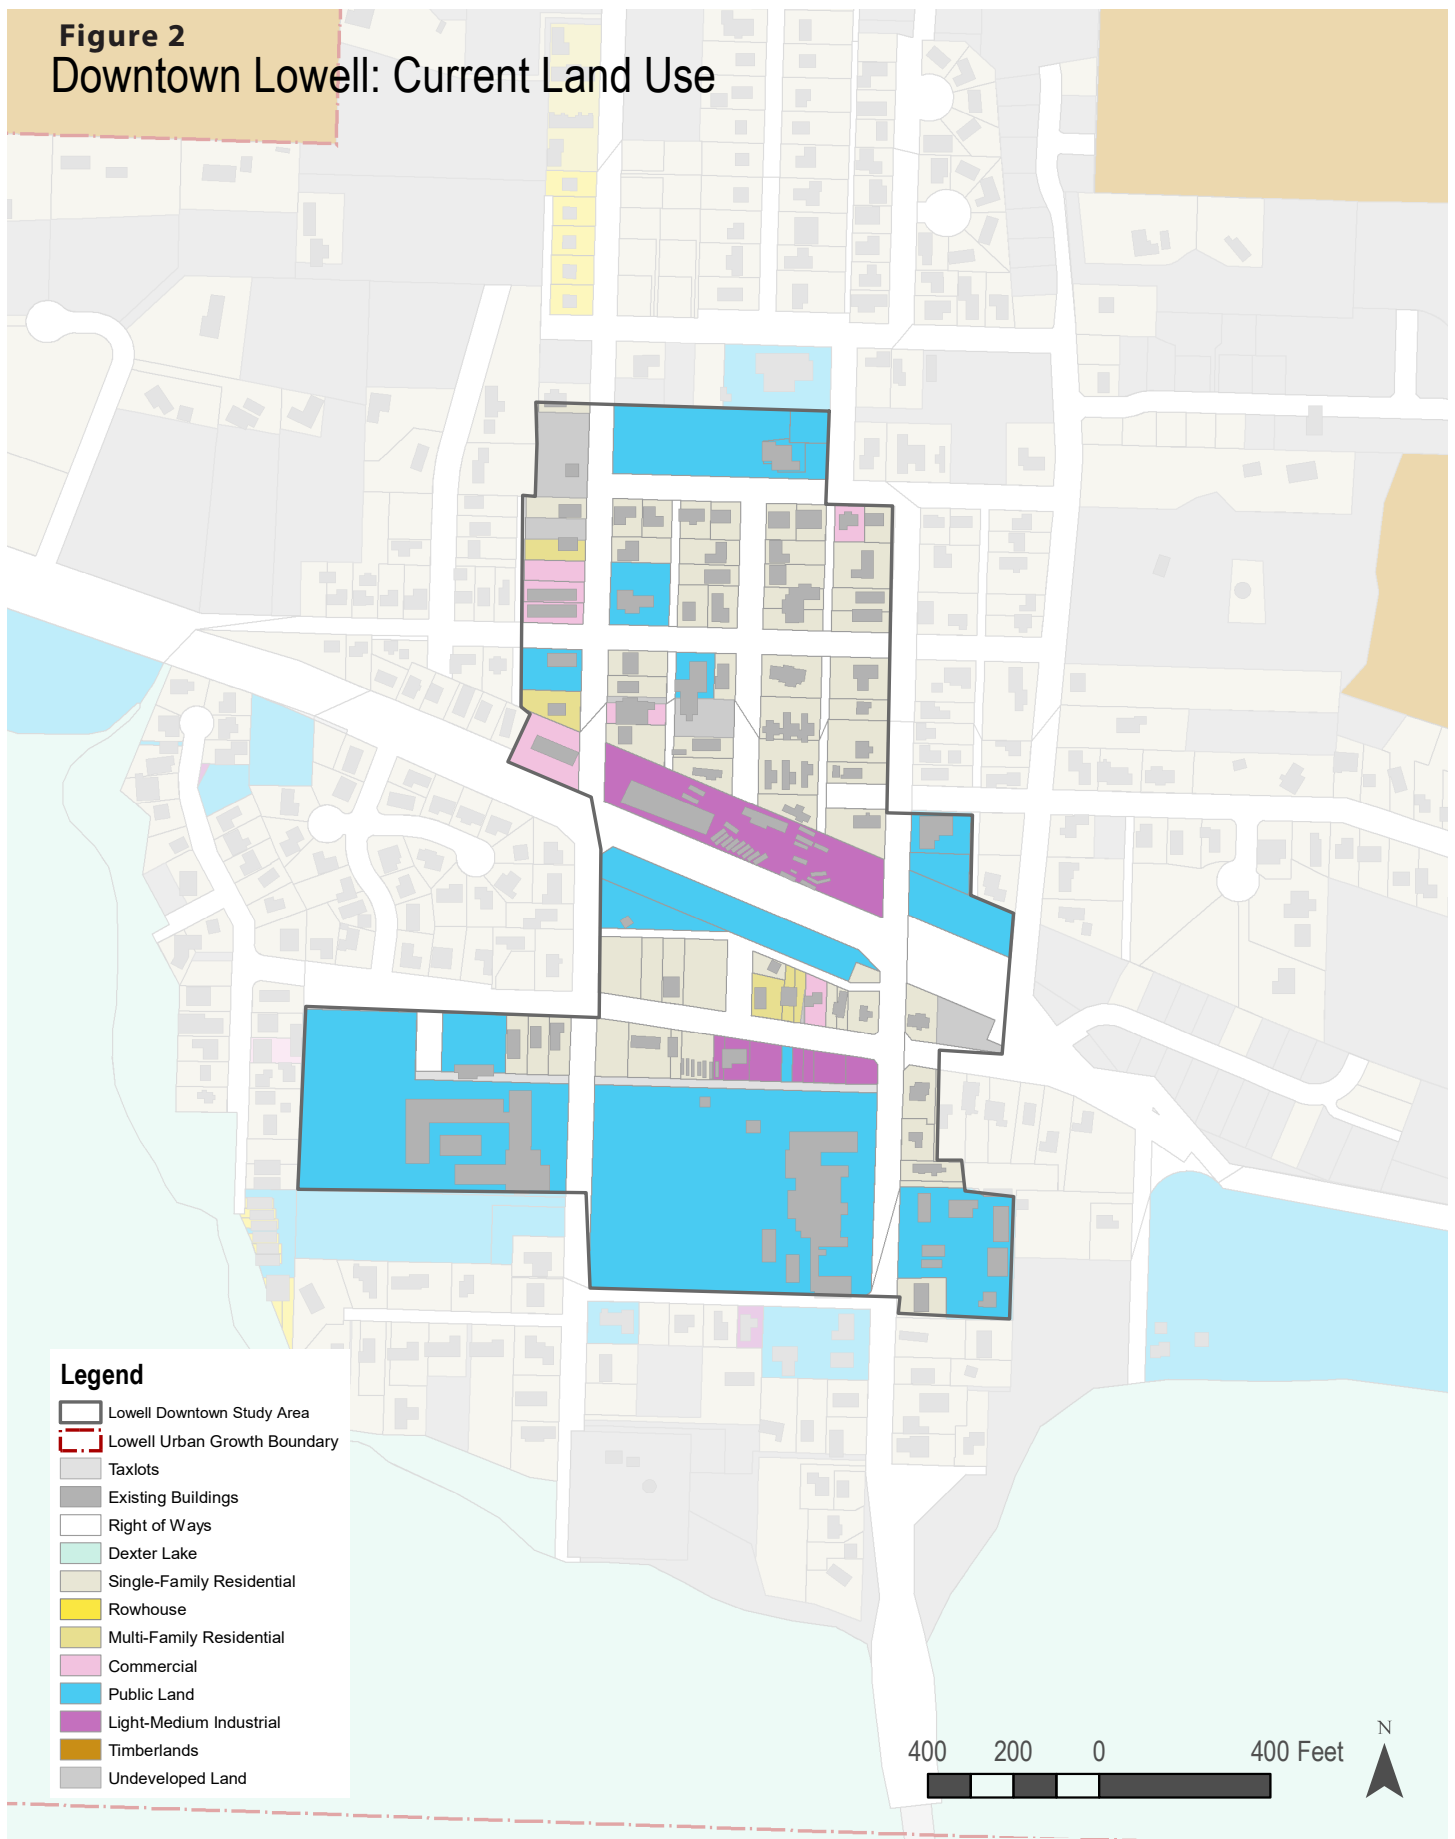 Figure 2
Downtown Lowell: Current Land Use
Legend
Lowell Downtown Study Area
Lowell Urban Growth Boundary
Taxlots
Existing Buildings
Right of Ways
Dexter Lake
Single-Family Residential
Rowhouse
Multi-Family Residential
Commercial
Public Land
Light-Medium Industrial
Timberlands
Undeveloped Land
400 200 0 400 Feet
N